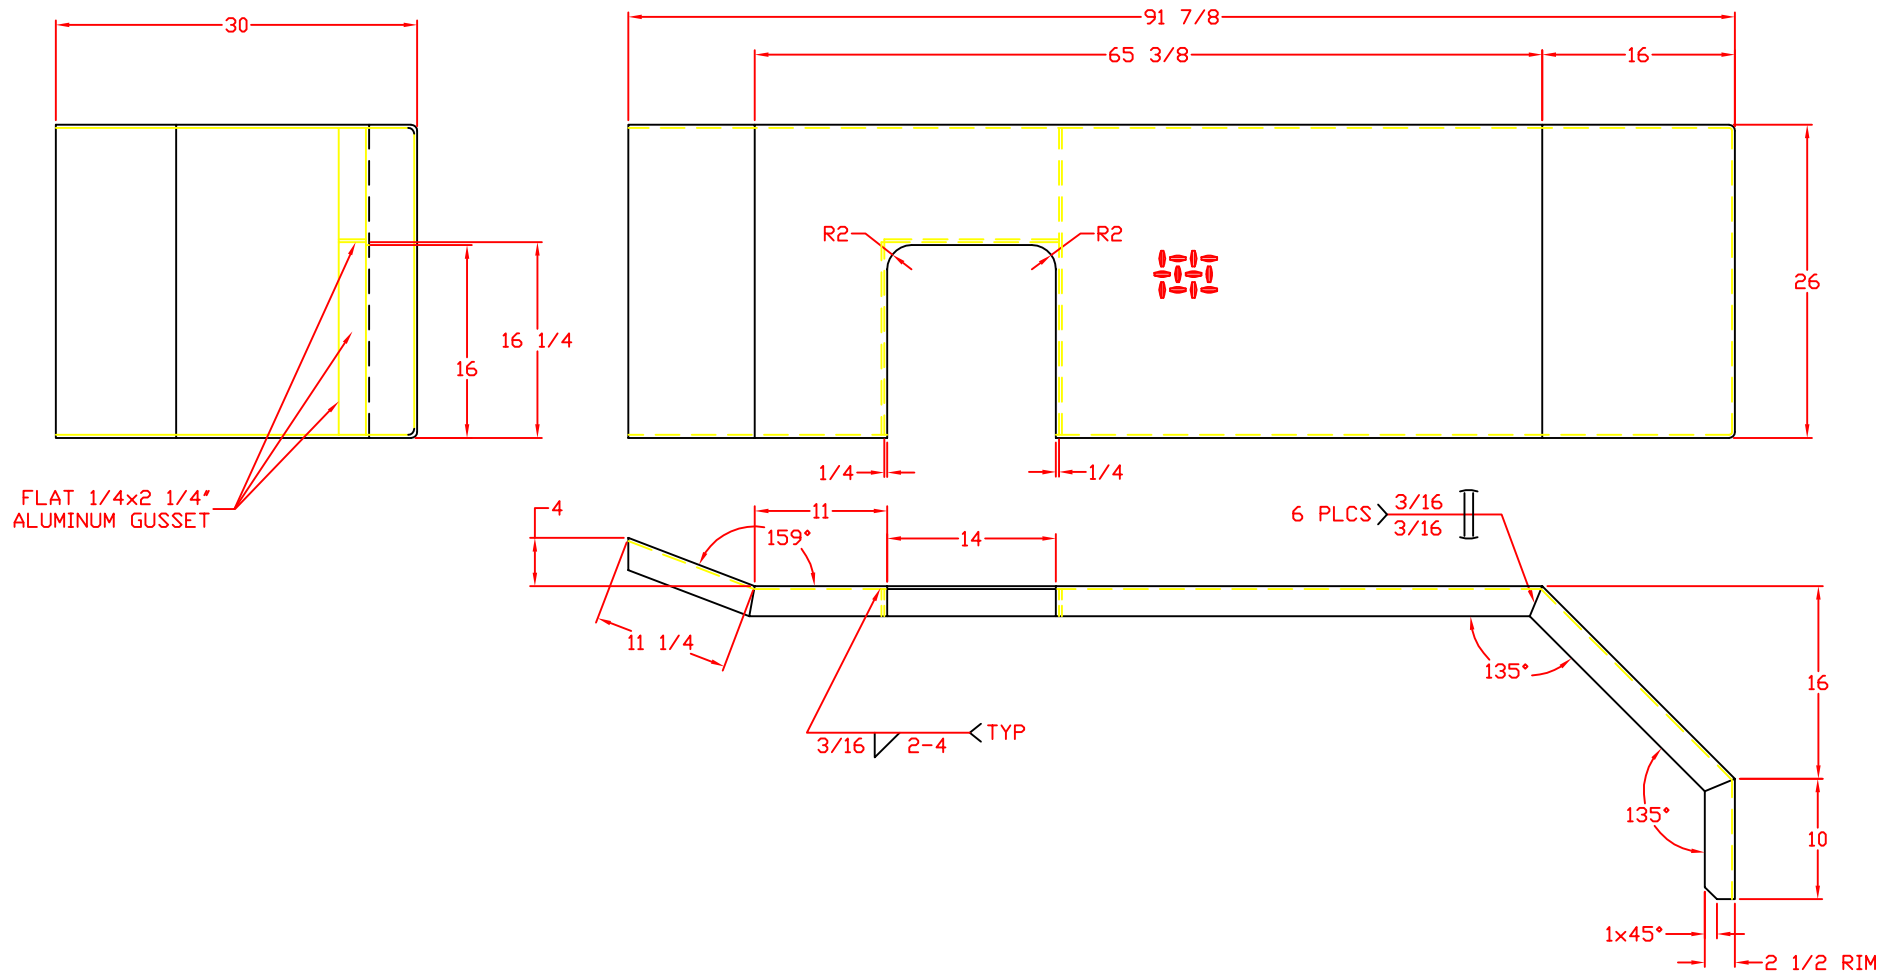 30
91 7/8
65 3/8
16
R2
R2
26
16 1/4
16
1/4
1/4
FLAT 1/4x2 1/4"
ALUMINUM GUSSET
4
11
159°
14
6 PLCS
3/16
3/16
11 1/4
135°
16
3/16
2-4
TYP
135°
10
1x45°
2 1/2 RIM